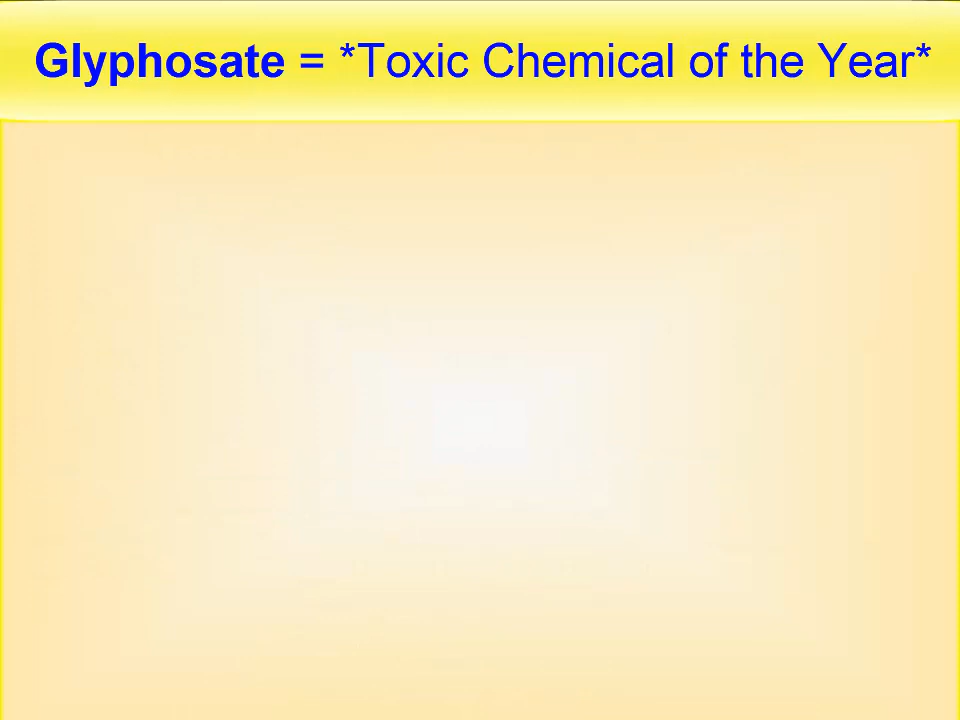 Glyphosate = *Toxic Chemical of the Year*